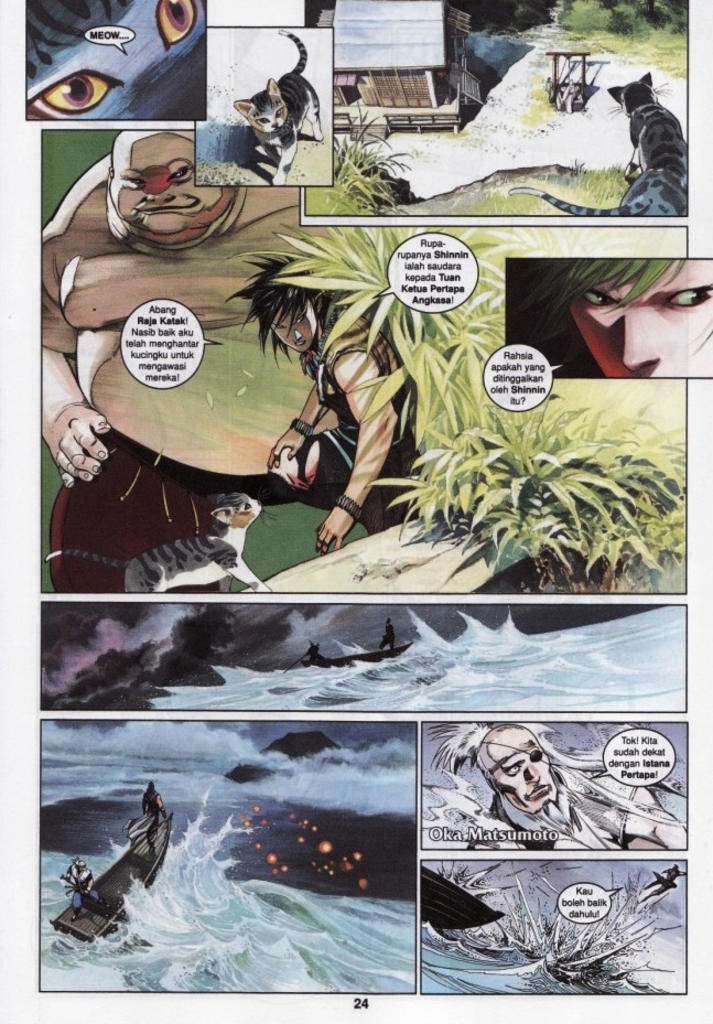 MEOW....
Rupa-
rupanya Shinnin
ialah saudara
kepada Tuan
Ketua Pertapa
Angkasa!
Abang
Raja Katak!
Nasib baik aku
telah menghantar
kucingku untuk
mengawasi
mereka!
Rahsia
apakah yang
ditinggalkan
oleh Shinnin
itu?
Tok! Kita
sudah dekat
dengan Istana
Pertapa!
Oka Matsumoto
Kau
boleh balik
dahulu!
24